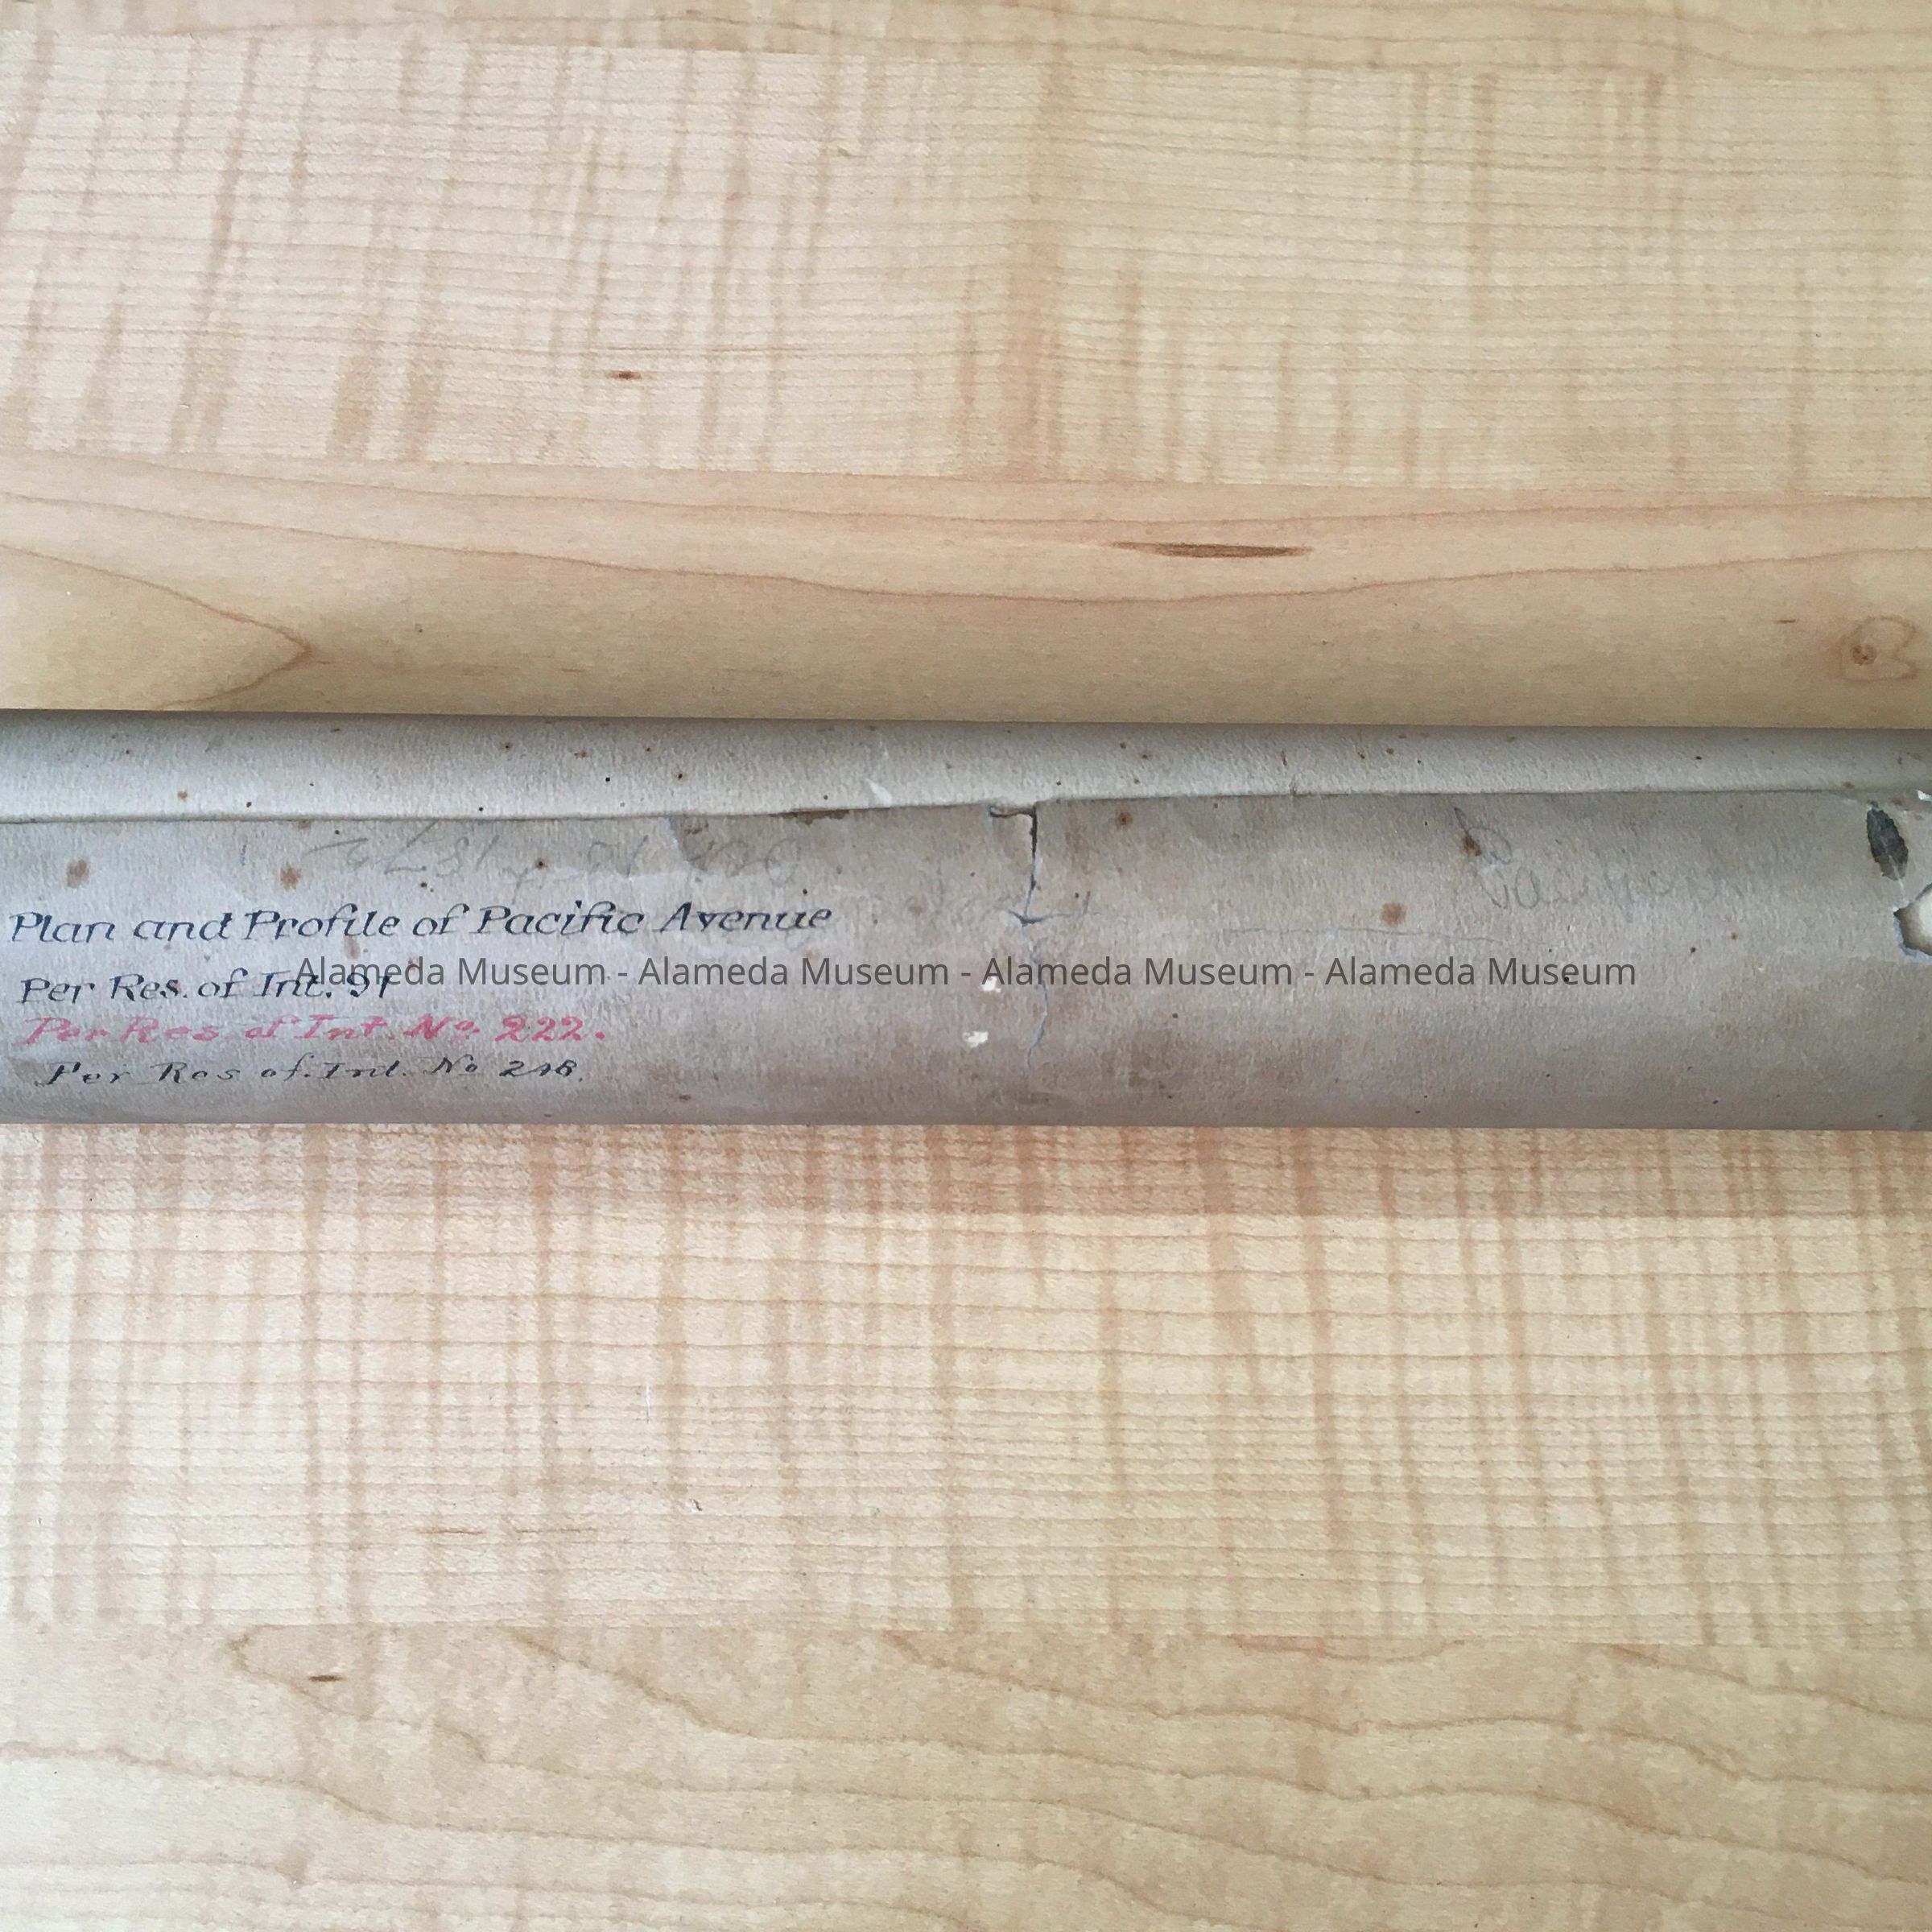 Plan and Profile of Pacific Avenue
Per Res. of Int. 91
Alameda Museum - Alameda Museum - Alameda Museum - Alameda Museum
Per Res of Int. No. 222.
Per Res of. Int. No